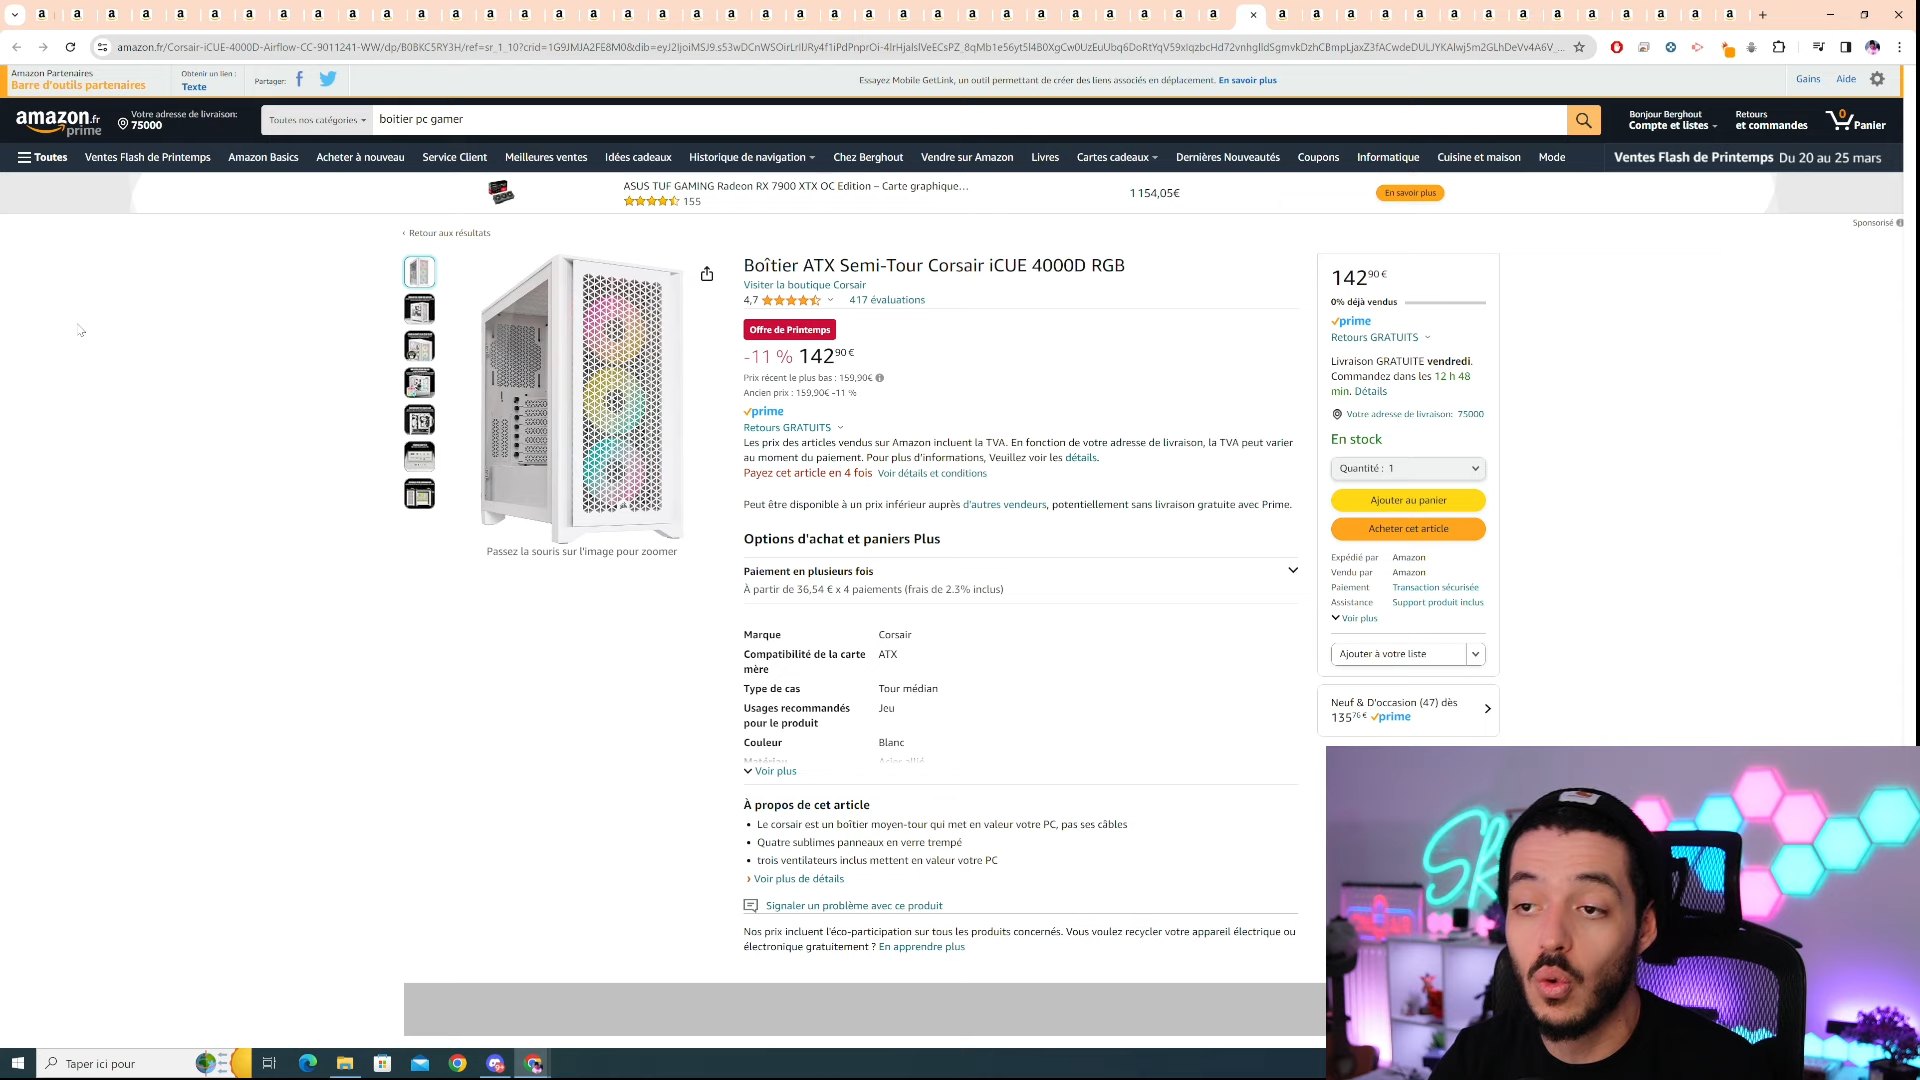 Amazon Partenaires
Barre d'outils partenaires
Obtenir un lien :
Texte
Partager:
Essayez Mobile GetLink, un outil permettant de créer des liens associés en déplacement. En savoir plus
Gains
Aide
amazon.fr
prime
Votre adresse de livraison:
75000
Toutes nos catégories
boitier pc gamer
Bonjour Berghout
Compte et listes
Retours
et commandes
0
Panier
Toutes
Ventes Flash de Printemps
Amazon Basics
Acheter à nouveau
Service Client
Meilleures ventes
Idées cadeaux
Historique de navigation
Chez Berghout
Vendre sur Amazon
Livres
Cartes cadeaux
Dernières Nouveautés
Coupons
Informatique
Cuisine et maison
Mode
Ventes Flash de Printemps Du 20 au 25 mars
ASUS TUF GAMING Radeon RX 7900 XTX OC Edition – Carte graphique…
155
1 154,05€
En savoir plus
Sponsorisé
‹ Retour aux résultats
Passez la souris sur l'image pour zoomer
Boîtier ATX Semi-Tour Corsair iCUE 4000D RGB
Visiter la boutique Corsair
4,7
417 évaluations
Offre de Printemps
-11 % 142,90 €
Prix récent le plus bas : 159,90€
Ancien prix : 159,90€ -11 %
prime
Retours GRATUITS
Les prix des articles vendus sur Amazon incluent la TVA. En fonction de votre adresse de livraison, la TVA peut varier
au moment du paiement. Pour plus d'informations, Veuillez voir les détails.
Payez cet article en 4 fois Voir détails et conditions
Peut être disponible à un prix inférieur auprès d'autres vendeurs, potentiellement sans livraison gratuite avec Prime.
Options d'achat et paniers Plus
Paiement en plusieurs fois
À partir de 36,54 € x 4 paiements (frais de 2.3% inclus)
Marque Corsair
Compatibilité de la carte ATX
mère
Type de cas Tour médian
Usages recommandés Jeu
pour le produit
Couleur Blanc
Voir plus
À propos de cet article
• Le corsair est un boîtier moyen-tour qui met en valeur votre PC, pas ses câbles
• Quatre sublimes panneaux en verre trempé
• trois ventilateurs inclus mettent en valeur votre PC
› Voir plus de détails
Signaler un problème avec ce produit
Nos prix incluent l'éco-participation sur tous les produits concernés. Vous voulez recycler votre appareil électrique ou
électronique gratuitement ? En apprendre plus
142 90 €
0% déjà vendus
prime
Retours GRATUITS
Livraison GRATUITE vendredi.
Commandez dans les 12 h 48
min. Détails
Votre adresse de livraison: 75000
En stock
Quantité : 1
Ajouter au panier
Acheter cet article
Expédié par Amazon
Vendu par Amazon
Paiement Transaction sécurisée
Assistance Support produit inclus
Voir plus
Ajouter à votre liste
Neuf & D'occasion (47) dès
135 76 € prime
Taper ici pour